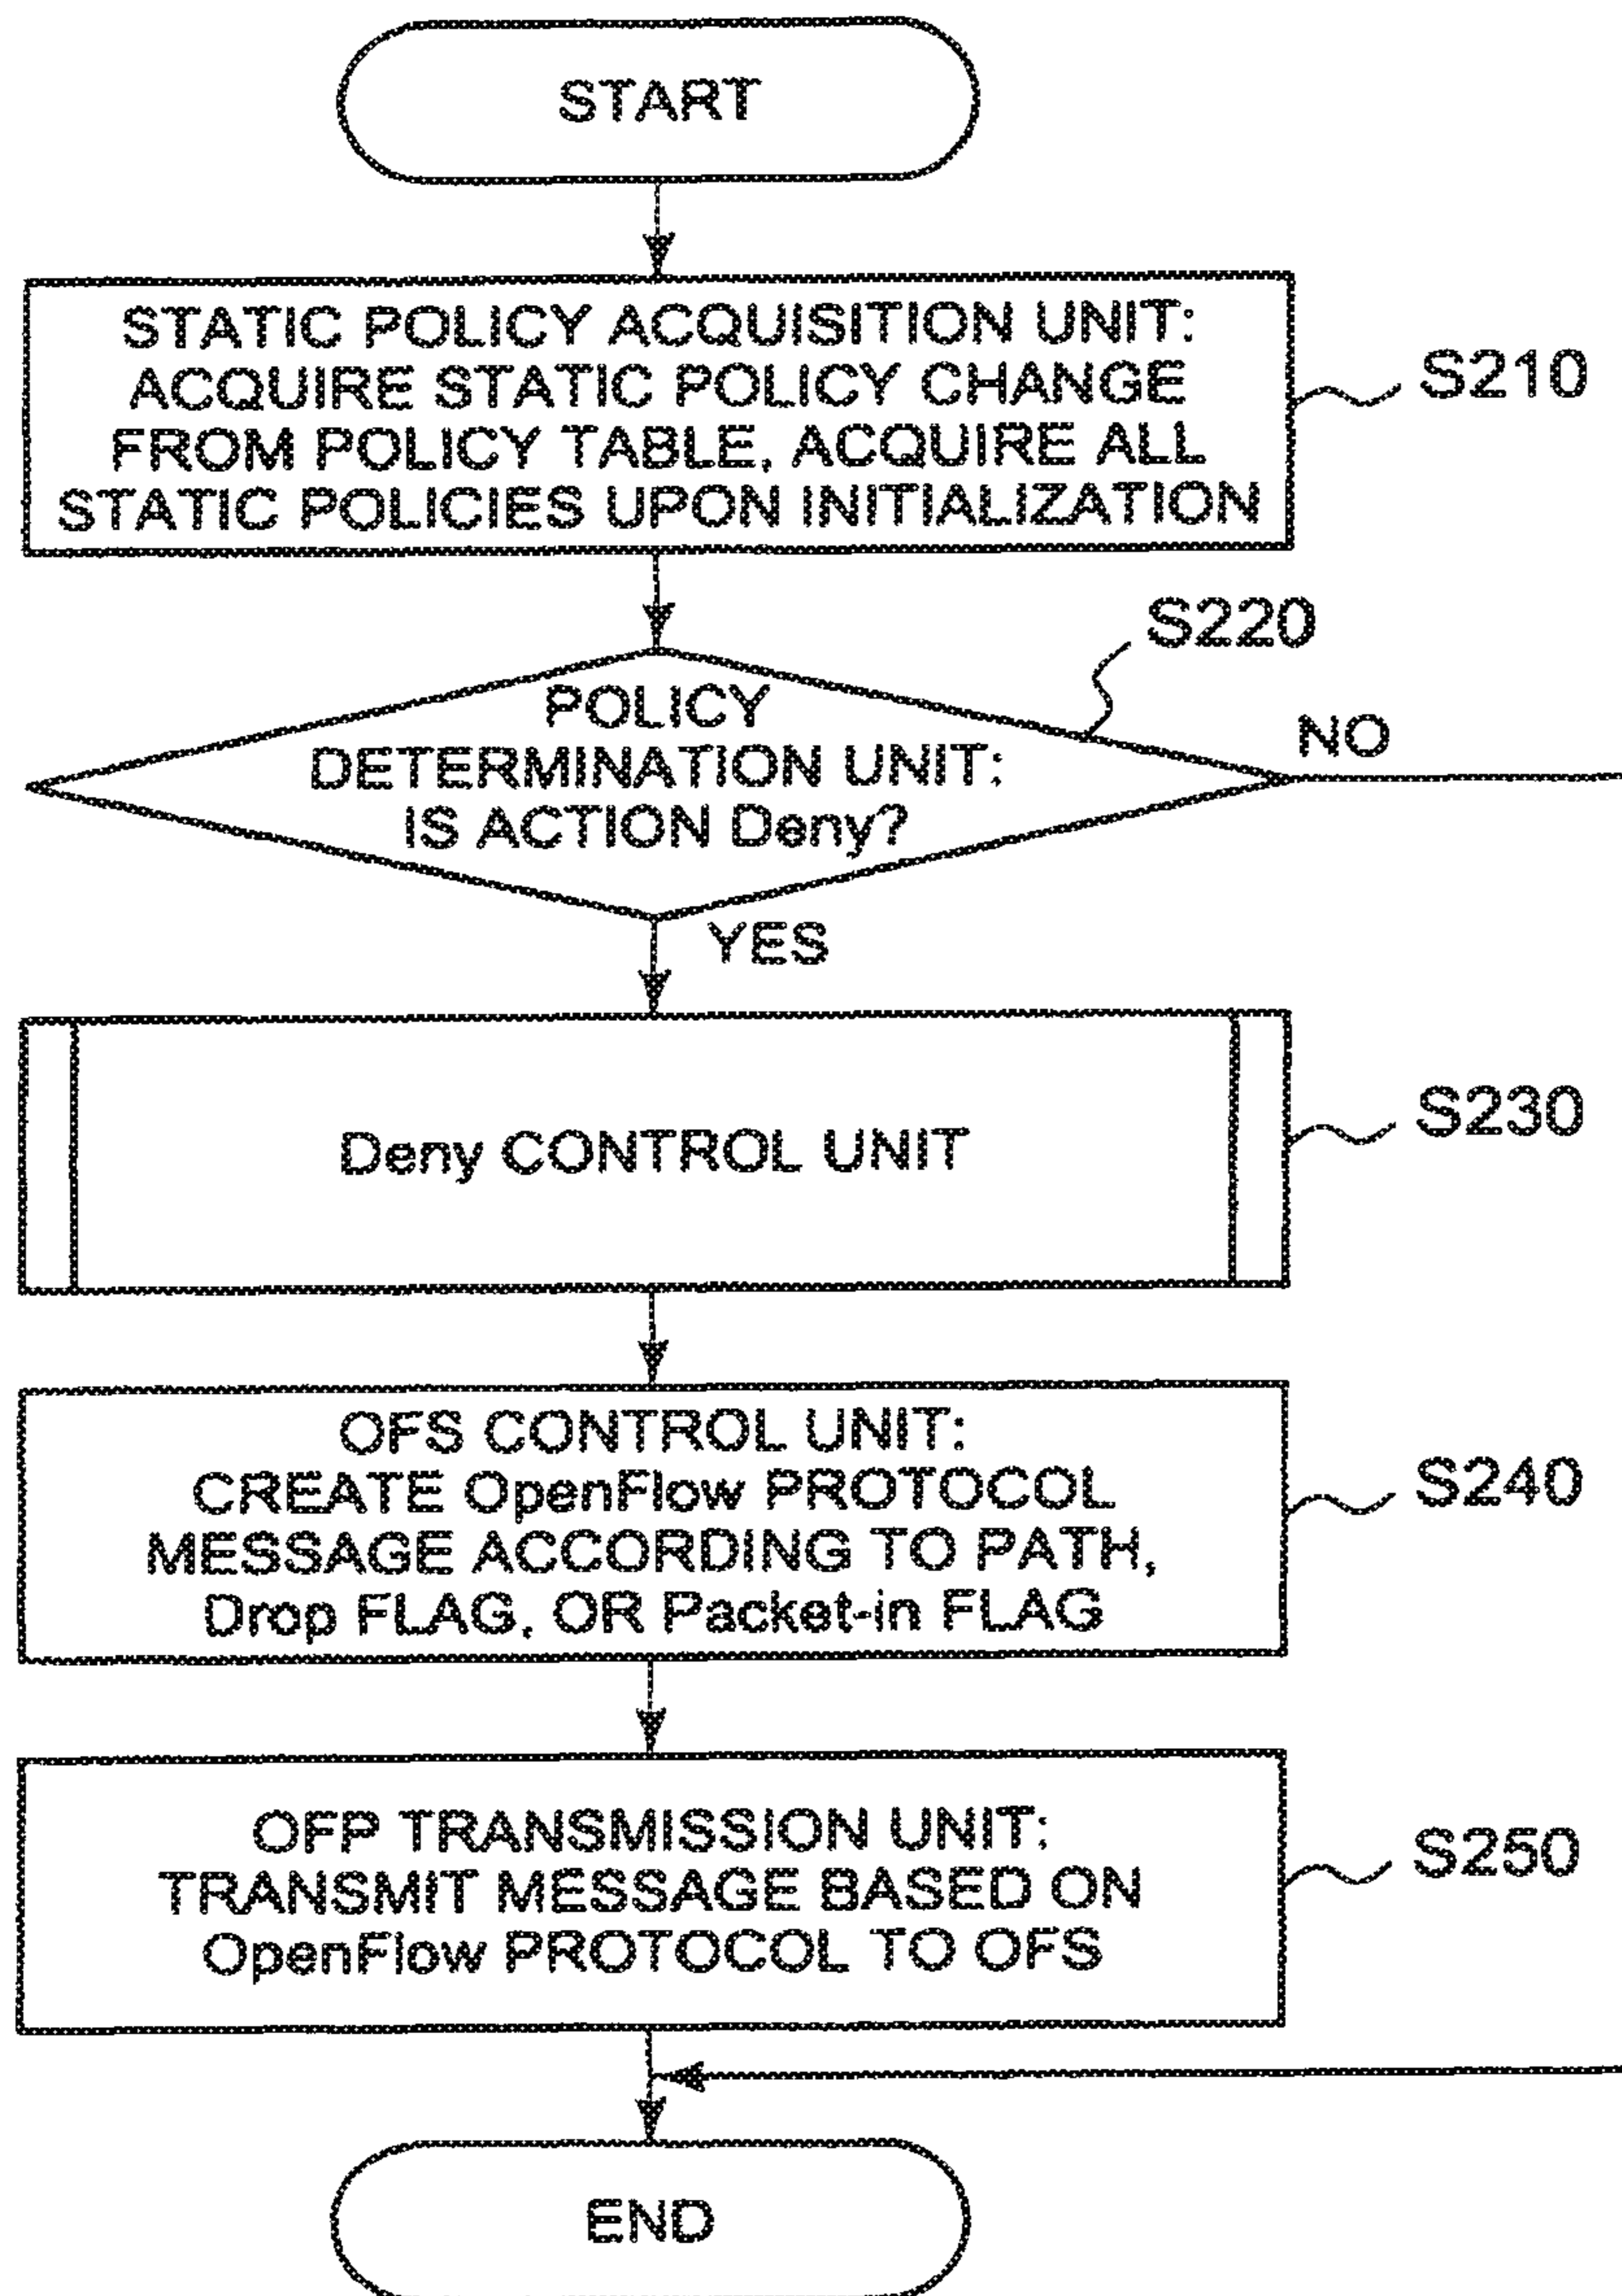 START
STATIC POLICY ACQUISITION UNIT:
ACQUIRE STATIC POLICY CHANGE
FROM POLICY TABLE, ACQUIRE ALL
STATIC POLICIES UPON INITIALIZATION
S210
S220
POLICY
DETERMINATION UNIT:
IS ACTION Deny?
NO
YES
Deny CONTROL UNIT
S230
OFS CONTROL UNIT:
CREATE OpenFlow PROTOCOL
MESSAGE ACCORDING TO PATH,
Drop FLAG, OR Packet-in FLAG
S240
OFP TRANSMISSION UNIT:
TRANSMIT MESSAGE BASED ON
OpenFlow PROTOCOL TO OFS
S250
END